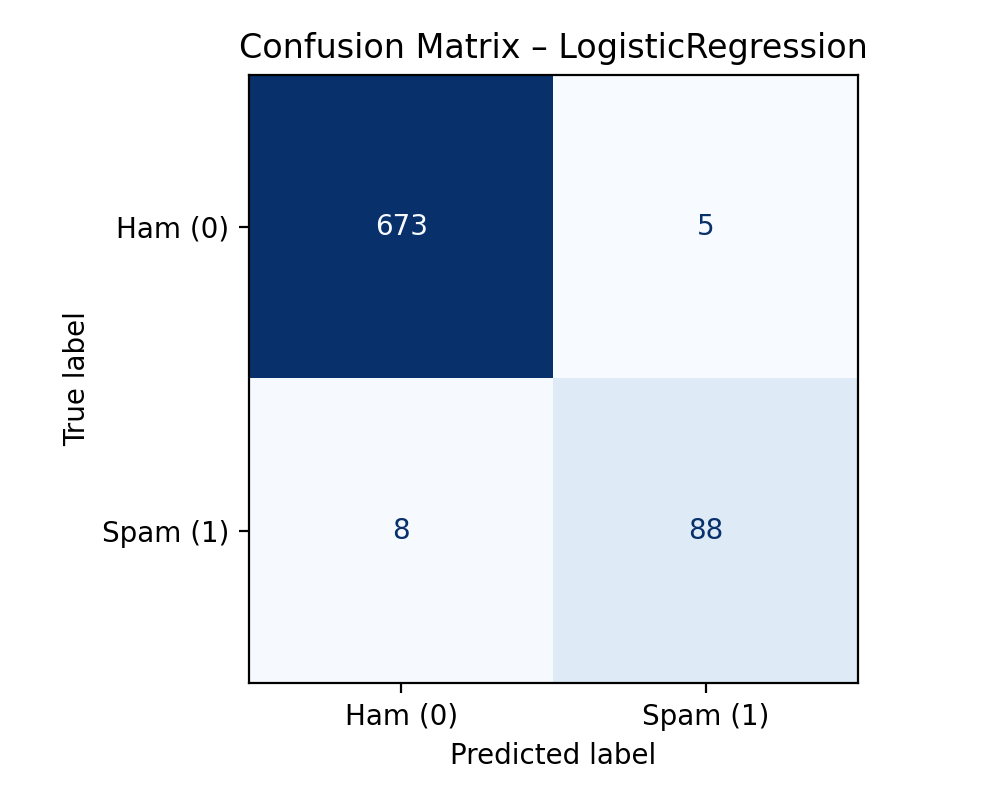 Confusion Matrix – LogisticRegression
Ham (0)
673
5
True label
Spam (1)
8
88
Ham (0)
Spam (1)
Predicted label